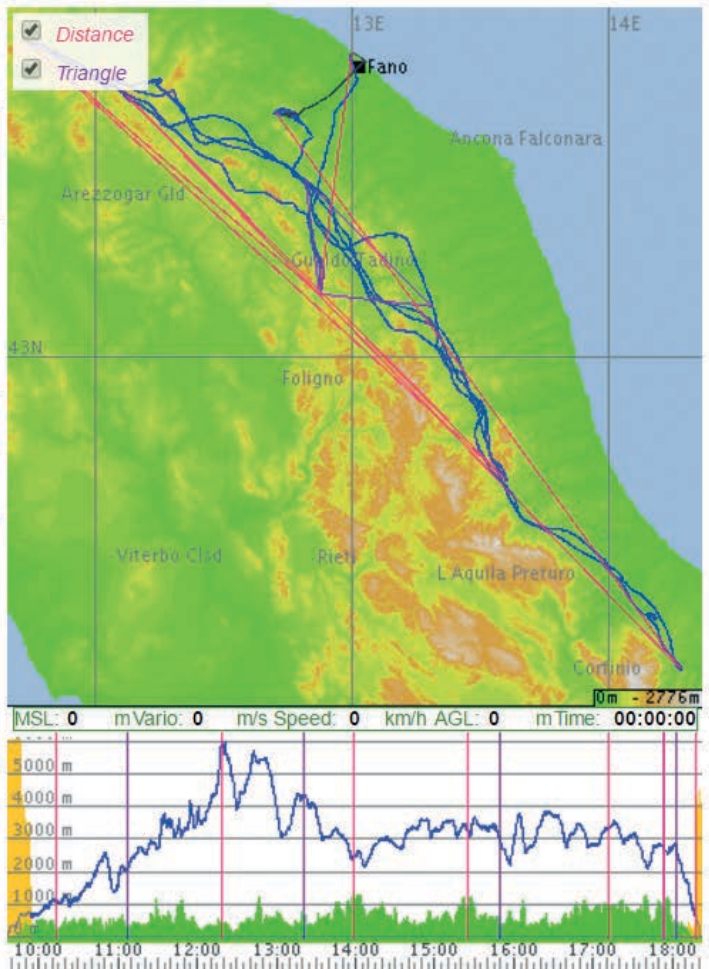 Distance
Triangle
13E
14E
Fano
Ancona Falconara
Arezzogar Gld
Gualdo Tadino
43N
Foligno
Viterbo Clsd
Rieti
L Aquila Preturo
Corfinio
0m - 2776m
MSL: 0 m Vario: 0 m/s Speed: 0 km/h AGL: 0 m Time: 00:00:00
5000 m
4000 m
3000 m
2000 m
1000 m
0 m
10:00 11:00 12:00 13:00 14:00 15:00 16:00 17:00 18:00